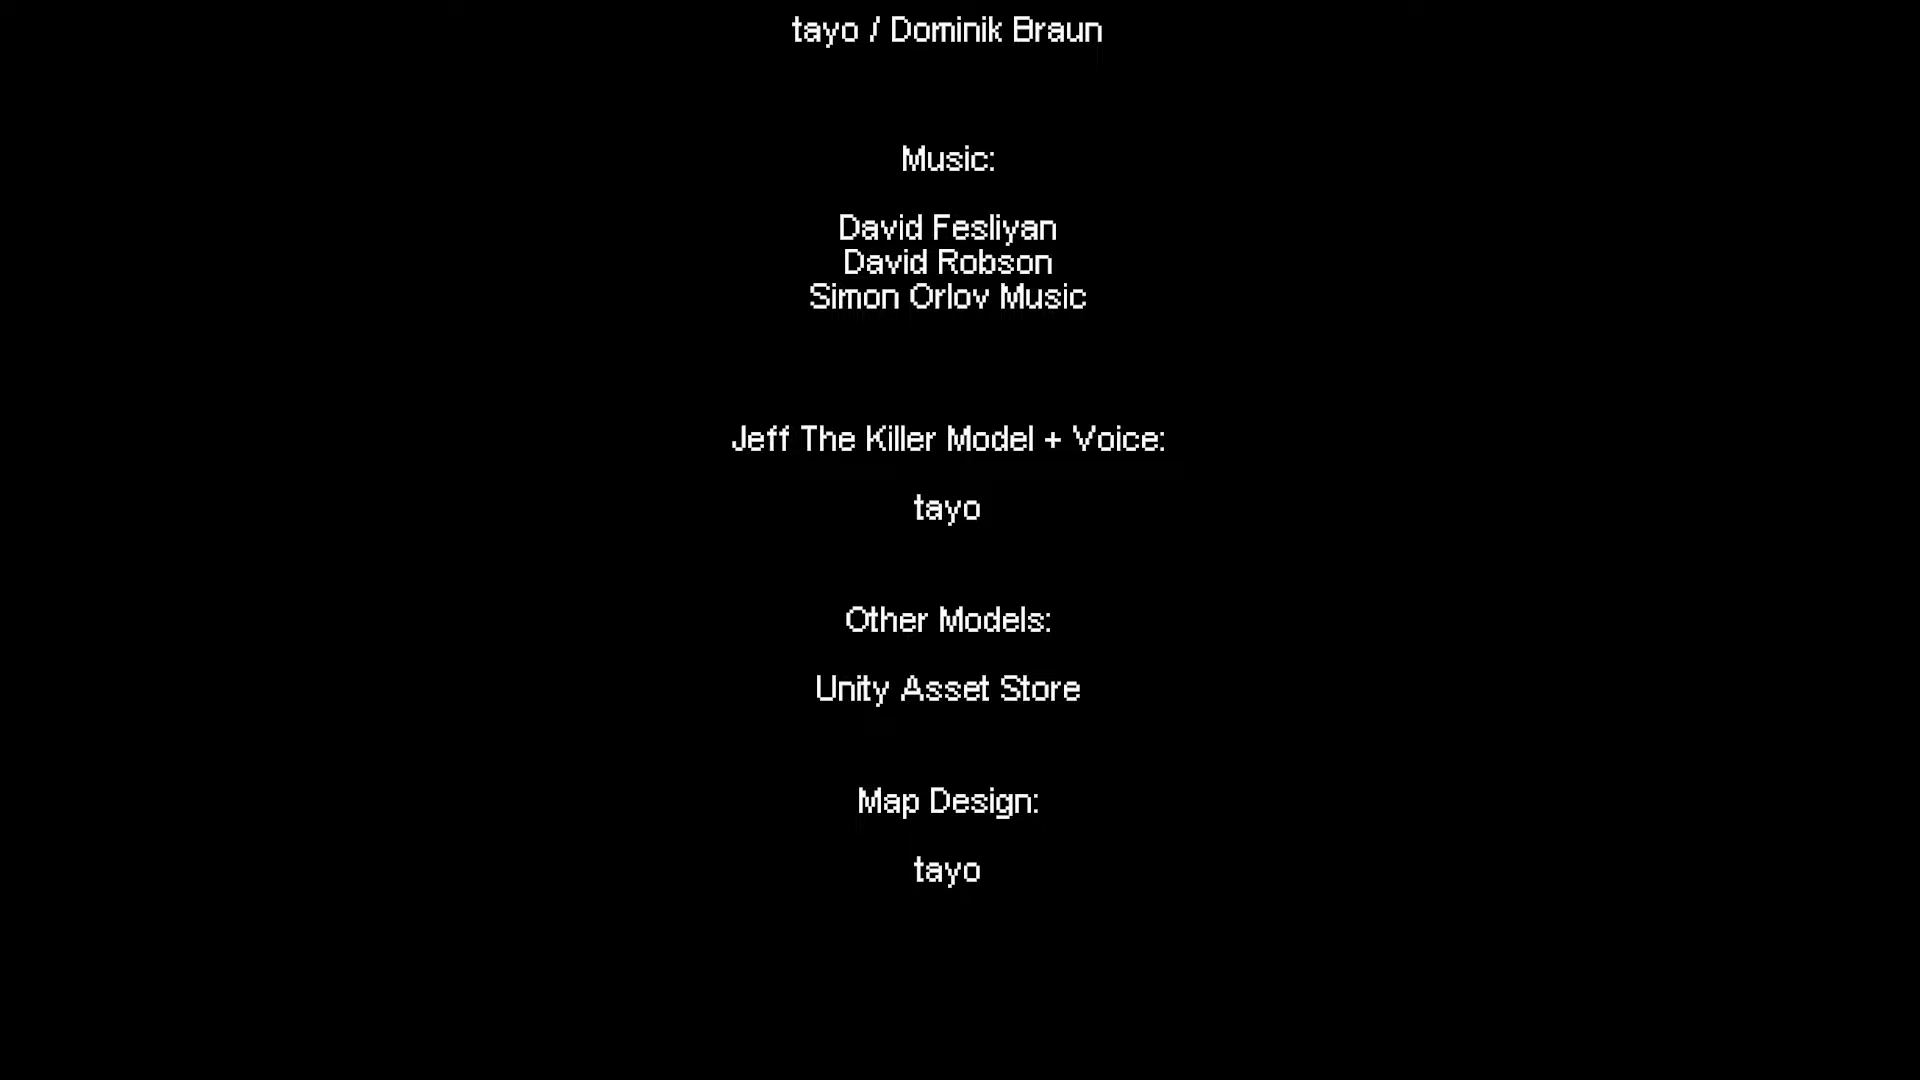 tayo / Dominik Braun
Music:
David Fesliyan
David Robson
Simon Orlov Music
Jeff The Killer Model + Voice:
tayo
Other Models:
Unity Asset Store
Map Design:
tayo